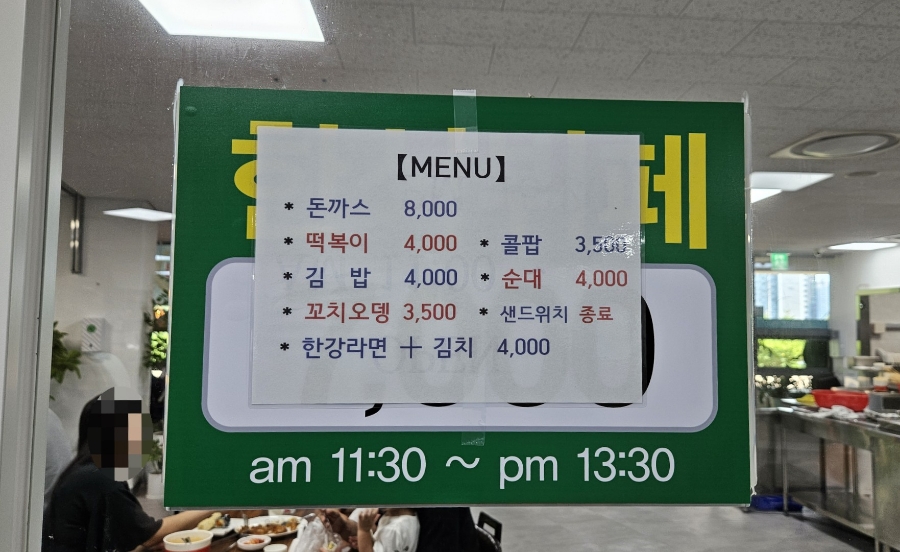 【MENU】
* 돈까스 8,000
* 떡볶이 4,000 * 콜팝 3,500
* 김 밥 4,000 * 순대 4,000
* 꼬치오뎅 3,500 * 샌드위치 종료
* 한강라면 + 김치 4,000
페
am 11:30 ~ pm 13:30